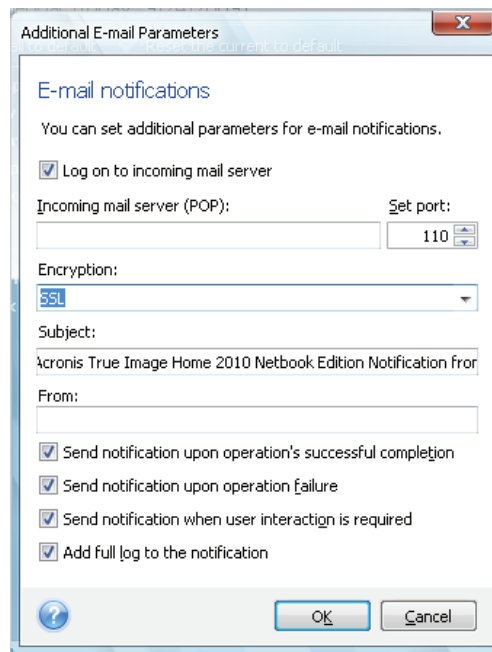 Additional E-mail Parameters
E-mail notifications
You can set additional parameters for e-mail notifications.
Log on to incoming mail server
Incoming mail server (POP): Set port:
110
Encryption:
SSL
Subject:
Acronis True Image Home 2010 Netbook Edition Notification fror
From:
Send notification upon operation's successful completion
Send notification upon operation failure
Send notification when user interaction is required
Add full log to the notification
OK Cancel